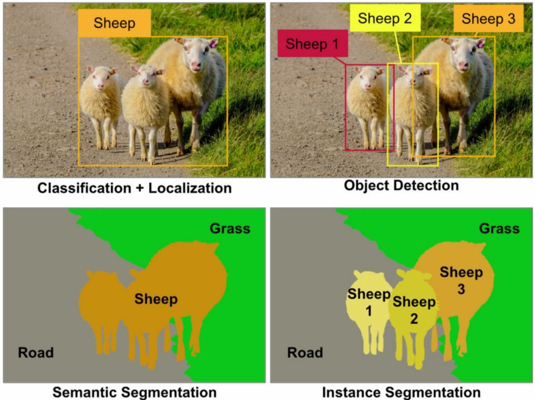 Sheep
Sheep 1
Sheep 2
Sheep 3
Classification + Localization
Object Detection
Grass
Sheep
Road
Grass
Sheep
1
Sheep
2
Sheep
3
Road
Semantic Segmentation
Instance Segmentation